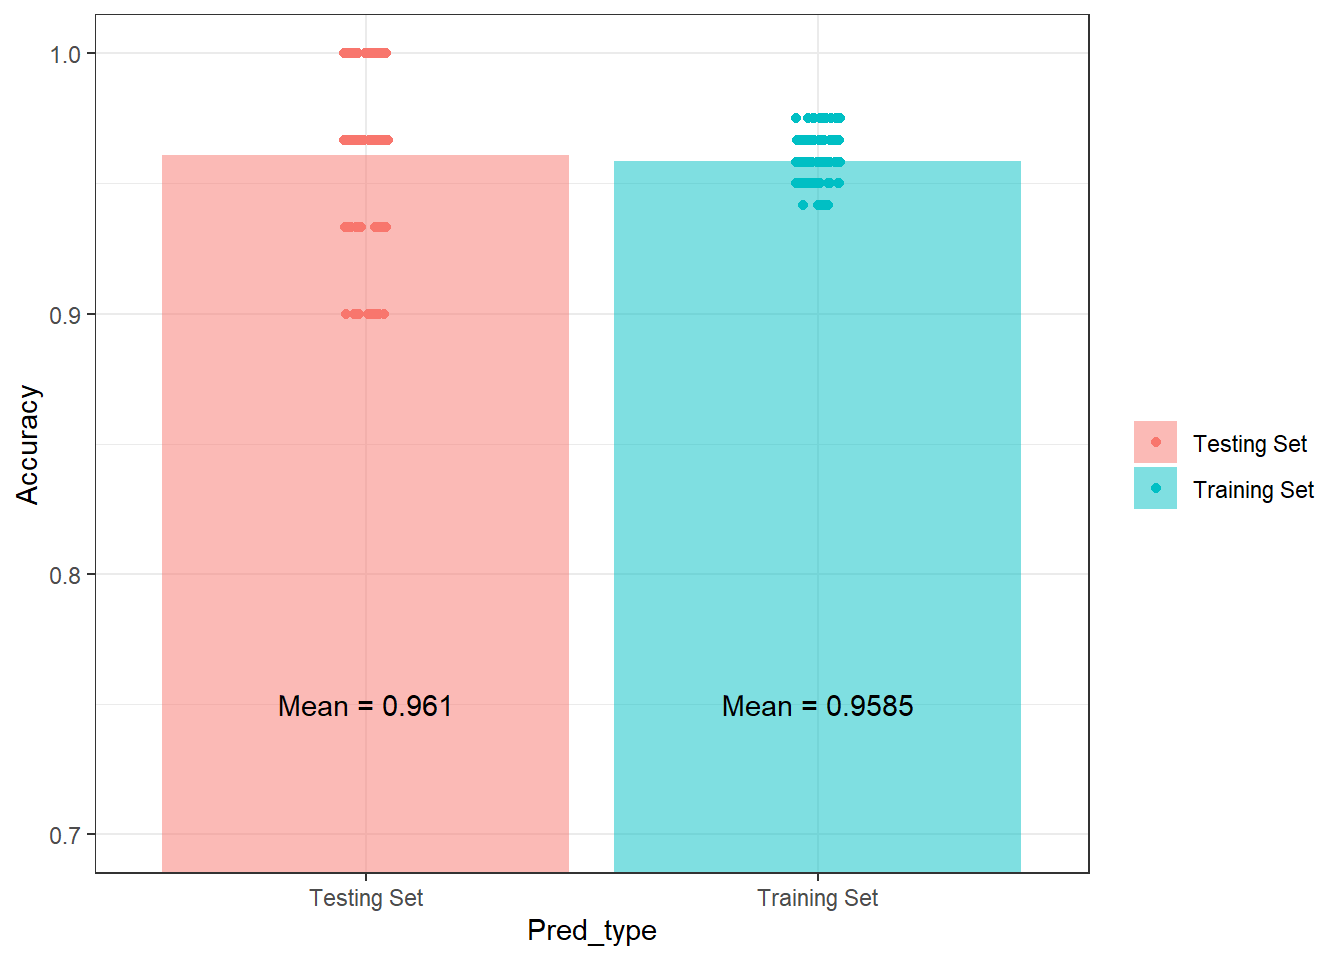 1.0
0.9
0.8
0.7
Accuracy
Mean = 0.961
Mean = 0.9585
Testing Set
Training Set
Pred_type
Testing Set
Training Set